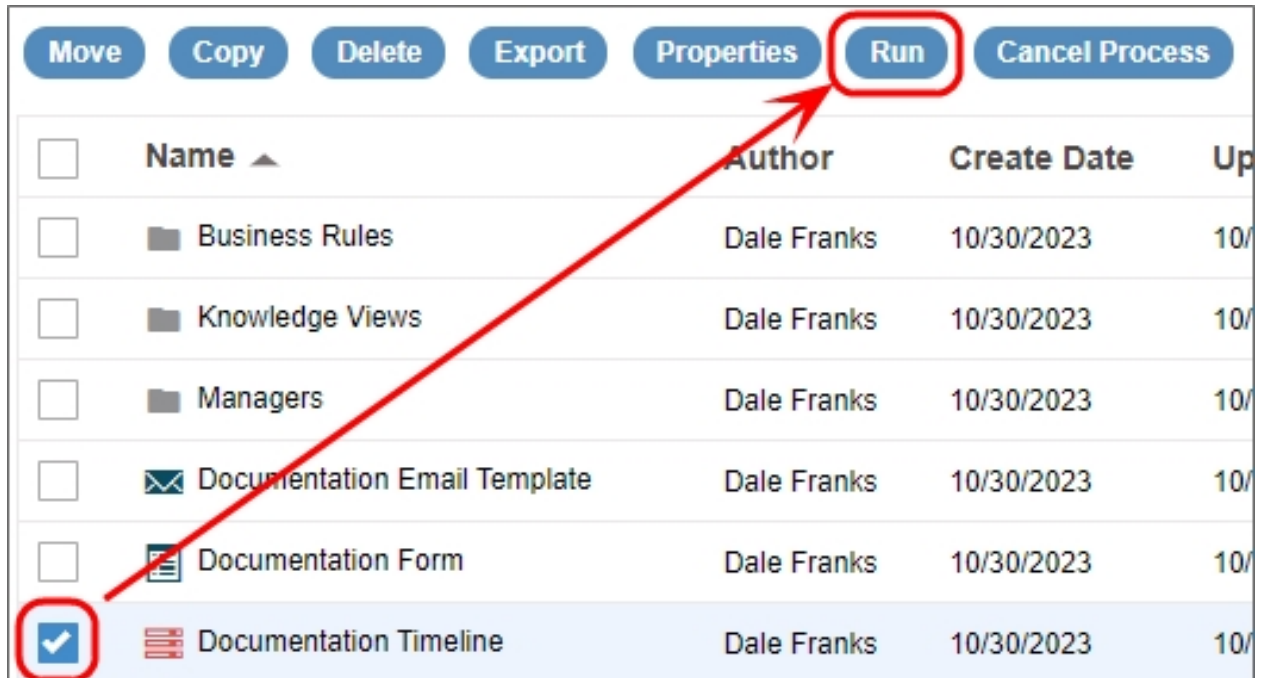 Move Copy Delete Export Properties Run Cancel Process
Name Author Create Date Up
Business Rules Dale Franks 10/30/2023 10/
Knowledge Views Dale Franks 10/30/2023 10/
Managers Dale Franks 10/30/2023 10/
Documentation Email Template Dale Franks 10/30/2023 10/
Documentation Form Dale Franks 10/30/2023 10/
Documentation Timeline Dale Franks 10/30/2023 10/